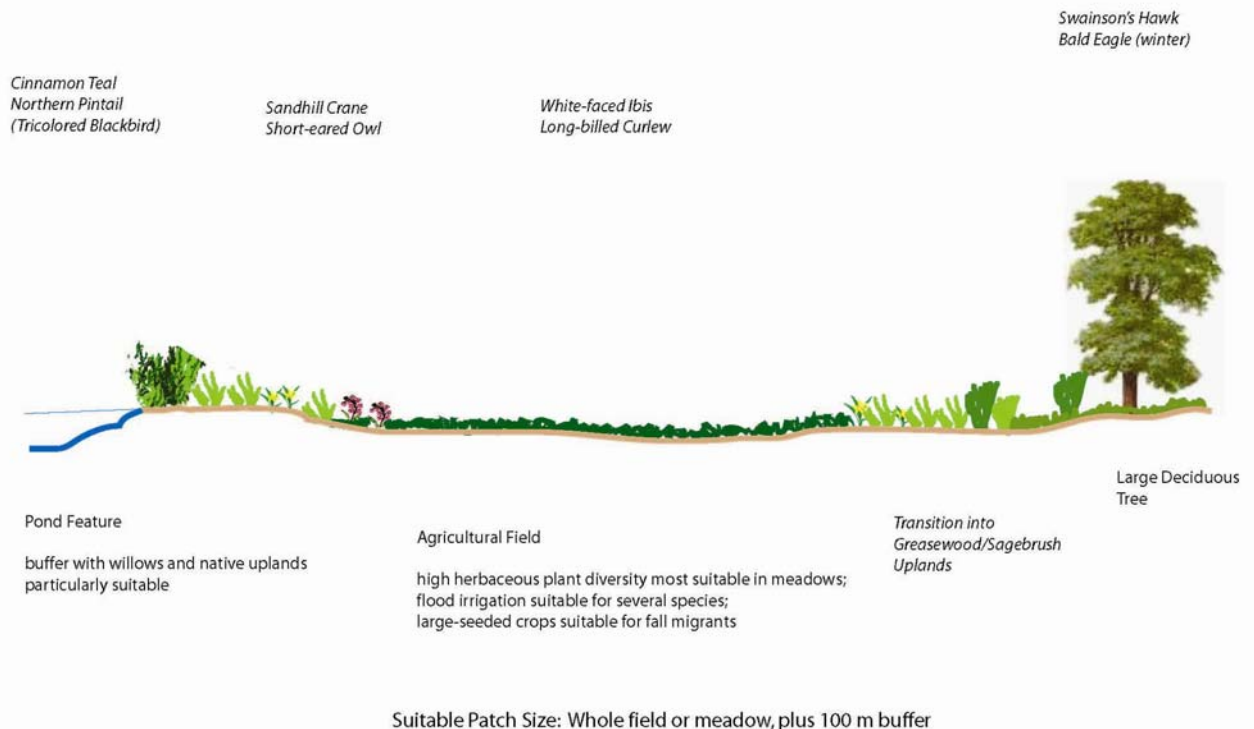 Swainson's Hawk
Bald Eagle (winter)
Cinnamon Teal
Northern Pintail
(Tricolored Blackbird)
Sandhill Crane
Short-eared Owl
White-faced Ibis
Long-billed Curlew
Large Deciduous
Tree
Pond Feature
buffer with willows and native uplands
particularly suitable
Agricultural Field
high herbaceous plant diversity most suitable in meadows;
flood irrigation suitable for several species;
large-seeded crops suitable for fall migrants
Transition into
Greasewood/Sagebrush
Uplands
Suitable Patch Size: Whole field or meadow, plus 100 m buffer